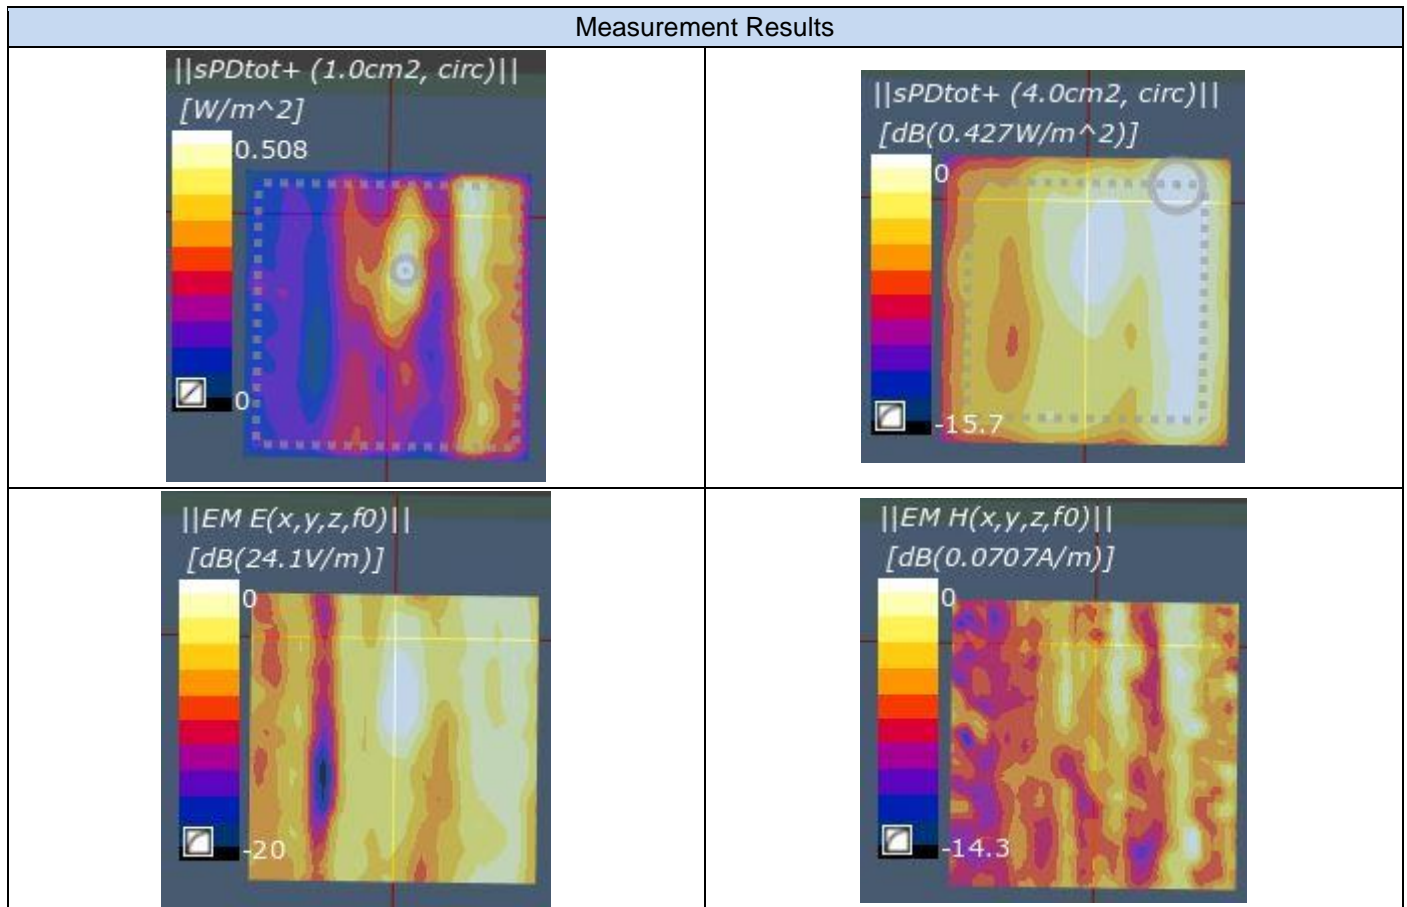 Measurement Results
||sPDtot+ (1.0cm2, circ)||
[W/m^2]
0.508
0
||sPDtot+ (4.0cm2, circ)||
[dB(0.427W/m^2)]
0
-15.7
||EM E(x,y,z,f0)||
[dB(24.1V/m)]
0
-20
||EM H(x,y,z,f0)||
[dB(0.0707A/m)]
0
-14.3